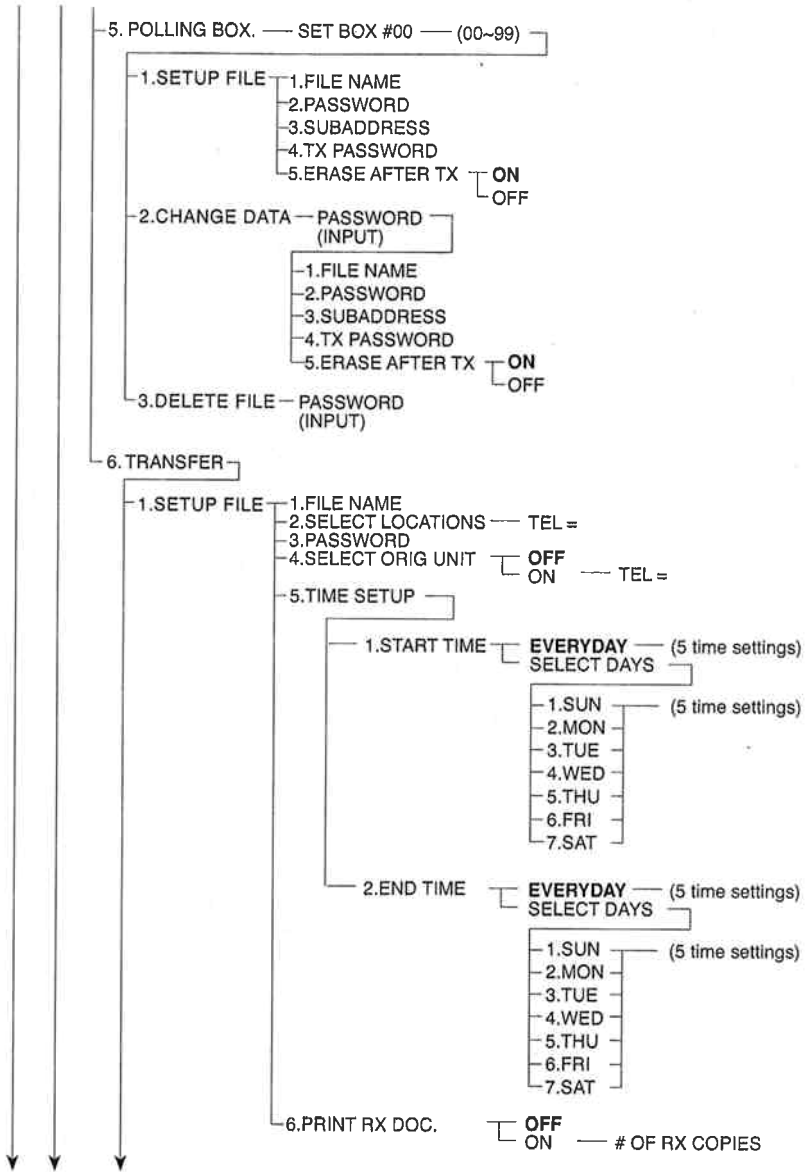 5. POLLING BOX. SET BOX #00 (00~99)
1.SETUP FILE 1.FILE NAME
2.PASSWORD
3.SUBADDRESS
4.TX PASSWORD
5.ERASE AFTER TX ON
OFF
2.CHANGE DATA PASSWORD
(INPUT)
1.FILE NAME
2.PASSWORD
3.SUBADDRESS
4.TX PASSWORD
5.ERASE AFTER TX ON
OFF
3.DELETE FILE PASSWORD
(INPUT)
6. TRANSFER
1.SETUP FILE 1.FILE NAME
2.SELECT LOCATIONS TEL=
3.PASSWORD
4.SELECT ORIG UNIT OFF
ON TEL=
5.TIME SETUP
1.START TIME EVERYDAY (5 time settings)
SELECT DAYS
1.SUN (5 time settings)
2.MON
3.TUE
4.WED
5.THU
6.FRI
7.SAT
2.END TIME EVERYDAY (5 time settings)
SELECT DAYS
1.SUN (5 time settings)
2.MON
3.TUE
4.WED
5.THU
6.FRI
7.SAT
6.PRINT RX DOC. OFF
ON # OF RX COPIES